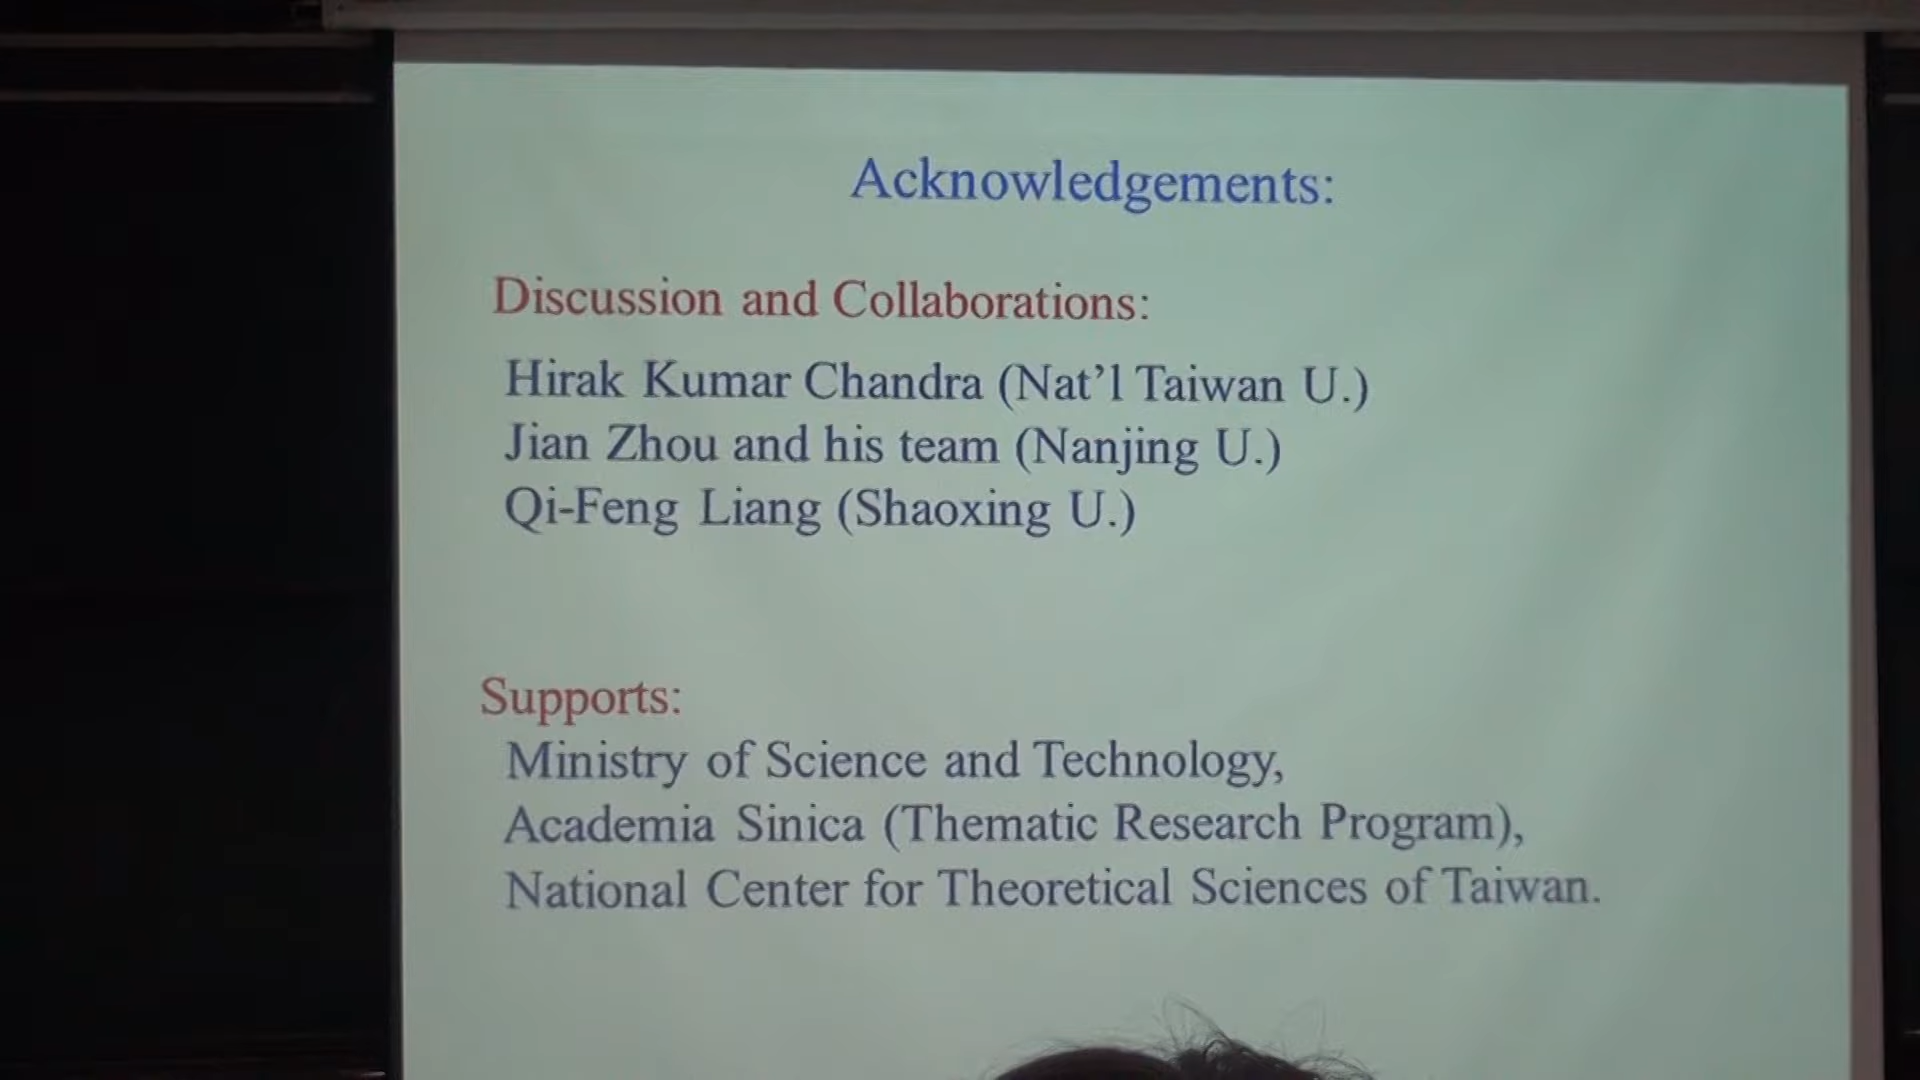 Acknowledgements:
Discussion and Collaborations:
Hirak Kumar Chandra (Nat’l Taiwan U.)
Jian Zhou and his team (Nanjing U.)
Qi-Feng Liang (Shaoxing U.)
Supports:
Ministry of Science and Technology,
Academia Sinica (Thematic Research Program),
National Center for Theoretical Sciences of Taiwan.